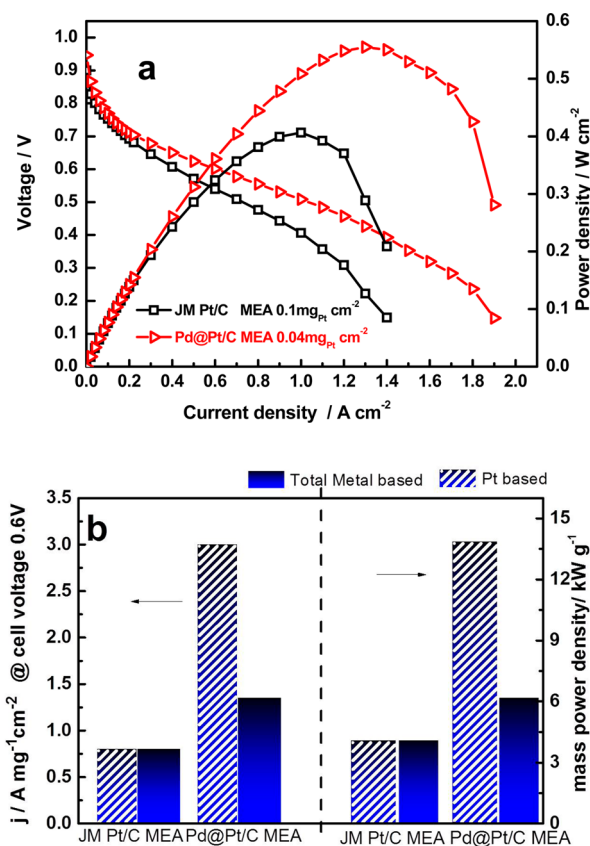 a
Voltage / V
1.0
0.9
0.8
0.7
0.6
0.5
0.4
0.3
0.2
0.1
0.0
0.6
0.5
0.4
0.3
0.2
0.1
0.0
Power density / W cm-2
JM Pt/C MEA 0.1mgPt cm-2
Pd@Pt/C MEA 0.04mgPt cm-2
0.0 0.2 0.4 0.6 0.8 1.0 1.2 1.4 1.6 1.8 2.0
Current density / A cm-2
Total Metal based Pt based
b
j / A mg-1cm-2 @ cell voltage 0.6V
3.5
3.0
2.5
2.0
1.5
1.0
0.5
0.0
15
12
9
6
3
0
mass power density/ kW g-1
JM Pt/C MEA Pd@Pt/C MEA JM Pt/C MEA Pd@Pt/C MEA